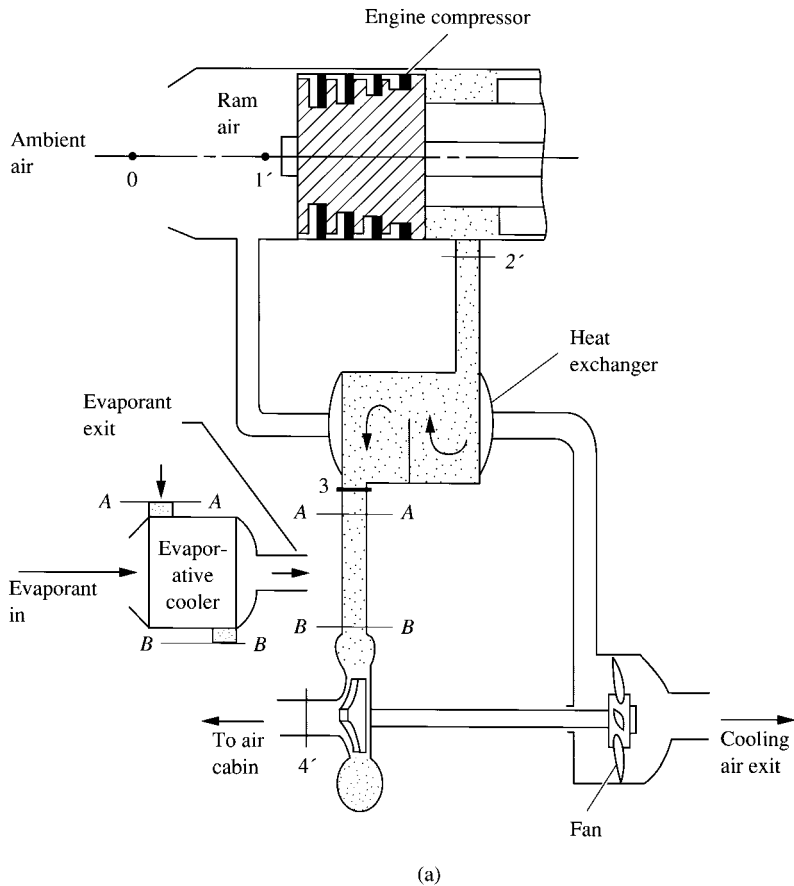 Engine compressor
Ram
air
Ambient
air
0
1′
2′
Heat
exchanger
Evaporant
exit
3
A
A
A
A
Evapor-
ative
cooler
Evaporant
in
B
B
B
B
To air
cabin
4′
Cooling
air exit
Fan
(a)